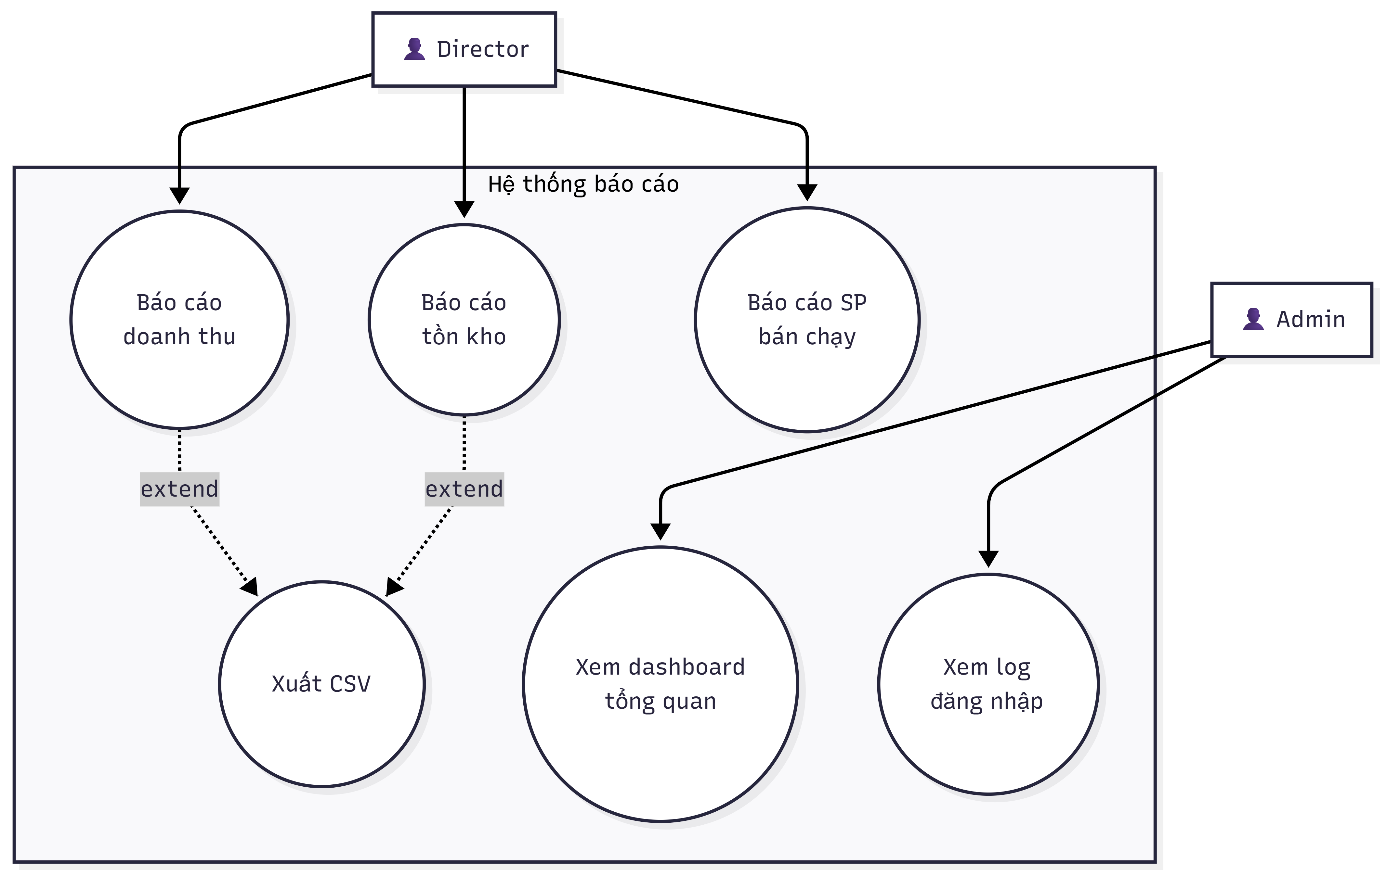 Director
Hệ thống báo cáo
Báo cáo
doanh thu
Báo cáo
tồn kho
Báo cáo SP
bán chạy
Admin
extend
extend
Xuất CSV
Xem dashboard
tổng quan
Xem log
đăng nhập